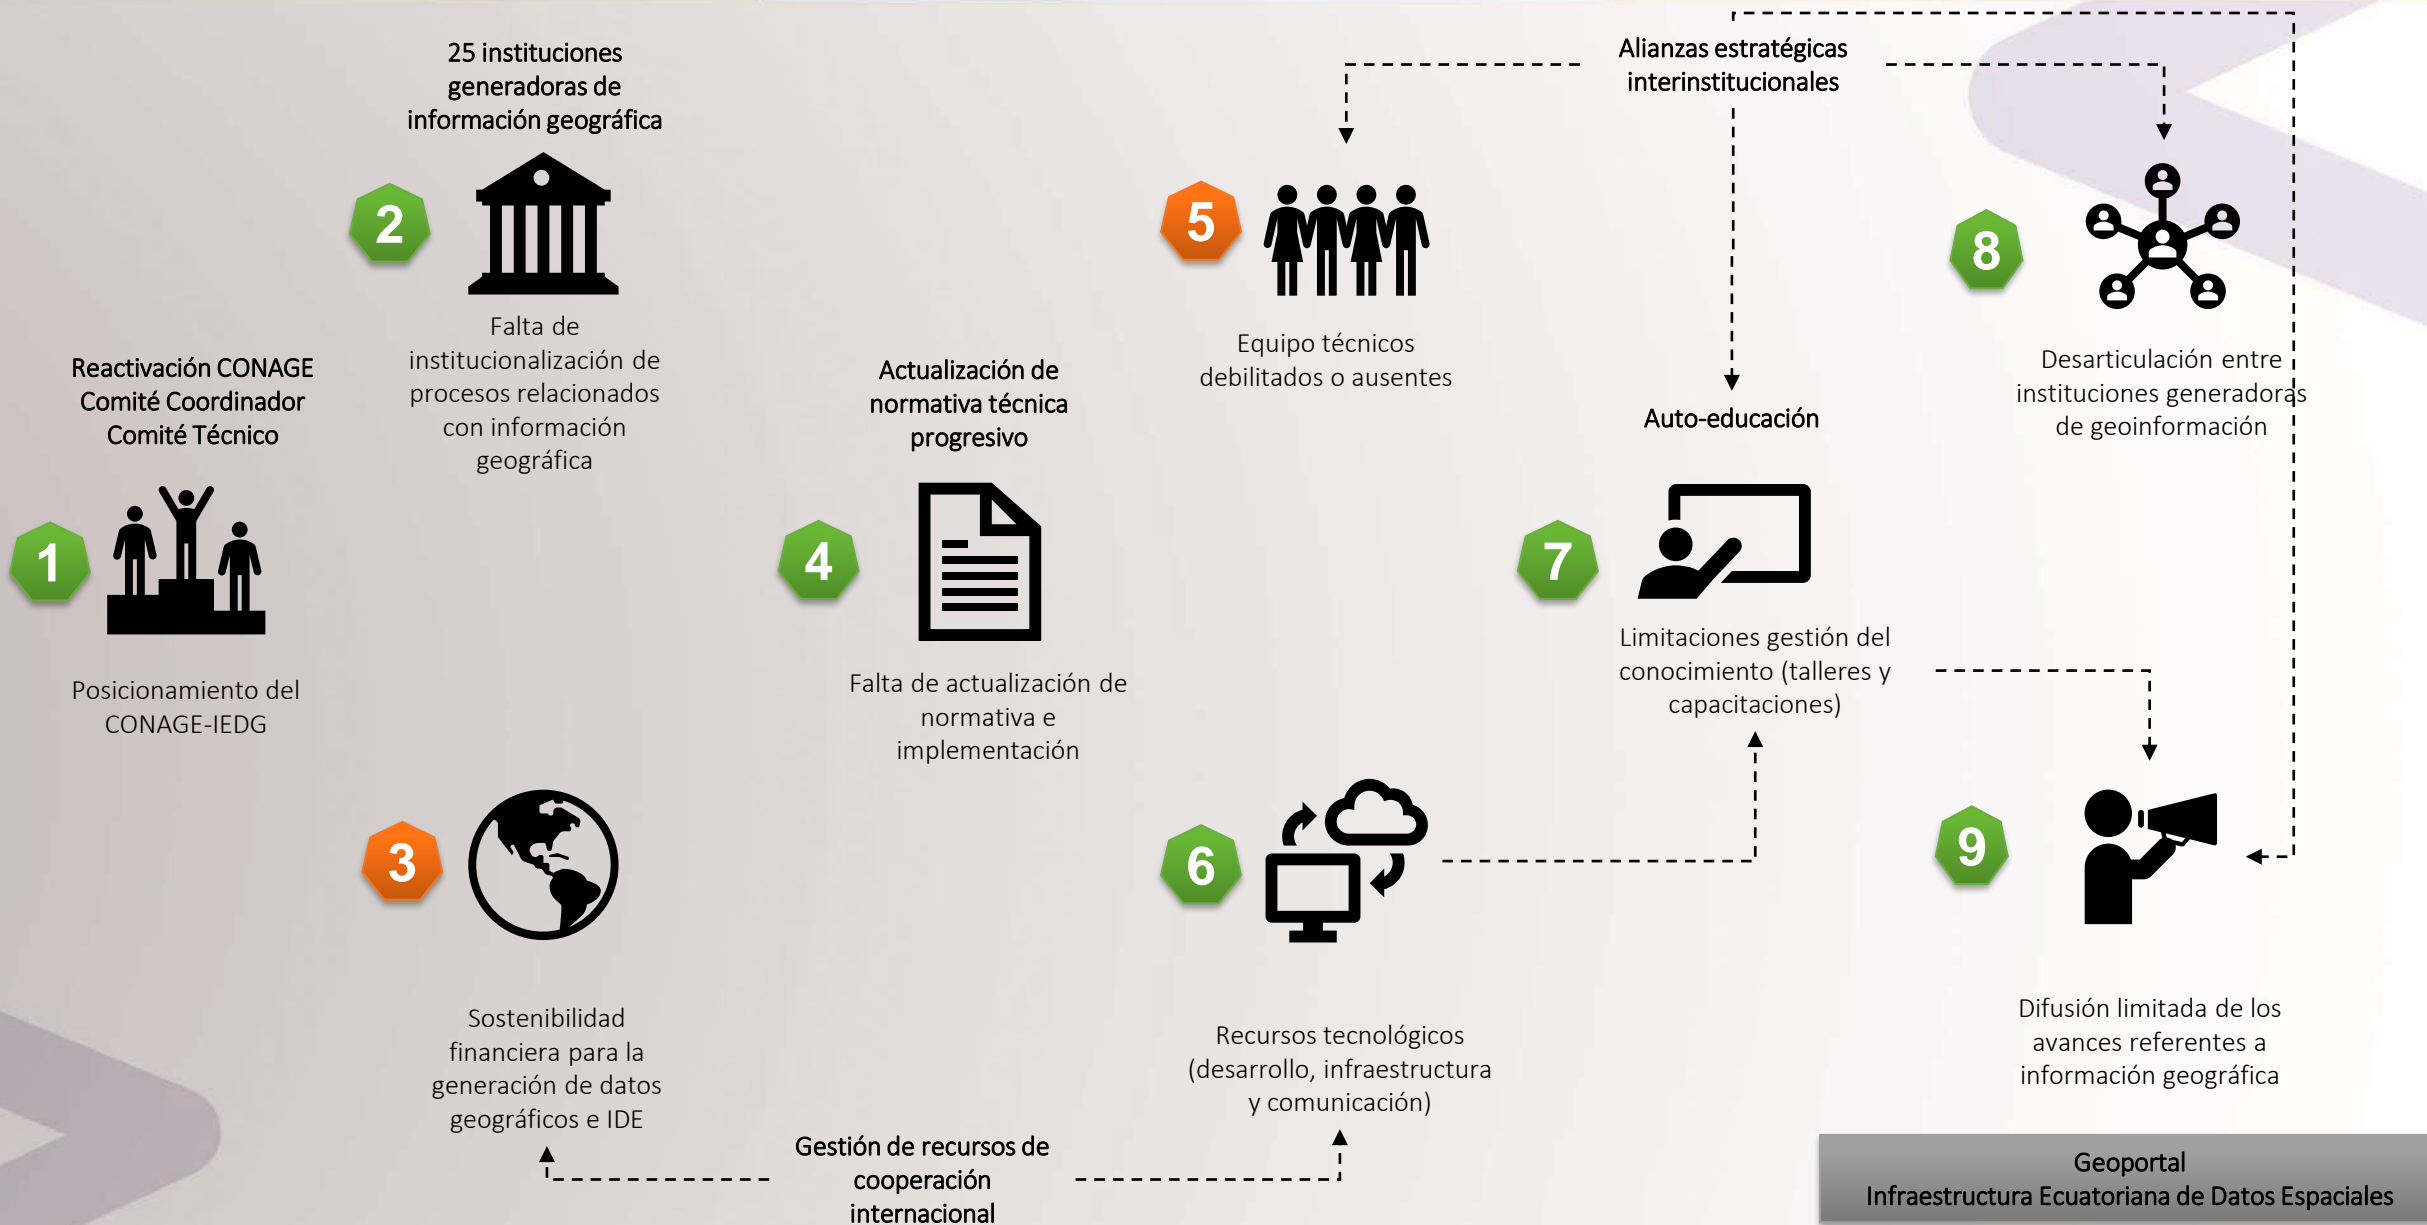 Reactivación CONAGE
Comité Coordinador
Comité Técnico
1
Posicionamiento del
CONAGE-IEDG
25 instituciones
generadoras de
información geográfica
2
Falta de
institucionalización de
procesos relacionados
con información
geográfica
3
Sostenibilidad
financiera para la
generación de datos
geográficos e IDE
Gestión de recursos de
cooperación
internacional
Actualización de
normativa técnica
progresivo
4
Falta de actualización de
normativa e
implementación
5
Equipo técnicos
debilitados o ausentes
6
Recursos tecnológicos
(desarrollo, infraestructura
y comunicación)
Alianzas estratégicas
interinstitucionales
Auto-educación
7
Limitaciones gestión del
conocimiento (talleres y
capacitaciones)
8
Desarticulación entre
instituciones generadoras
de geoinformación
9
Difusión limitada de los
avances referentes a
información geográfica
Geoportal
Infraestructura Ecuatoriana de Datos Espaciales